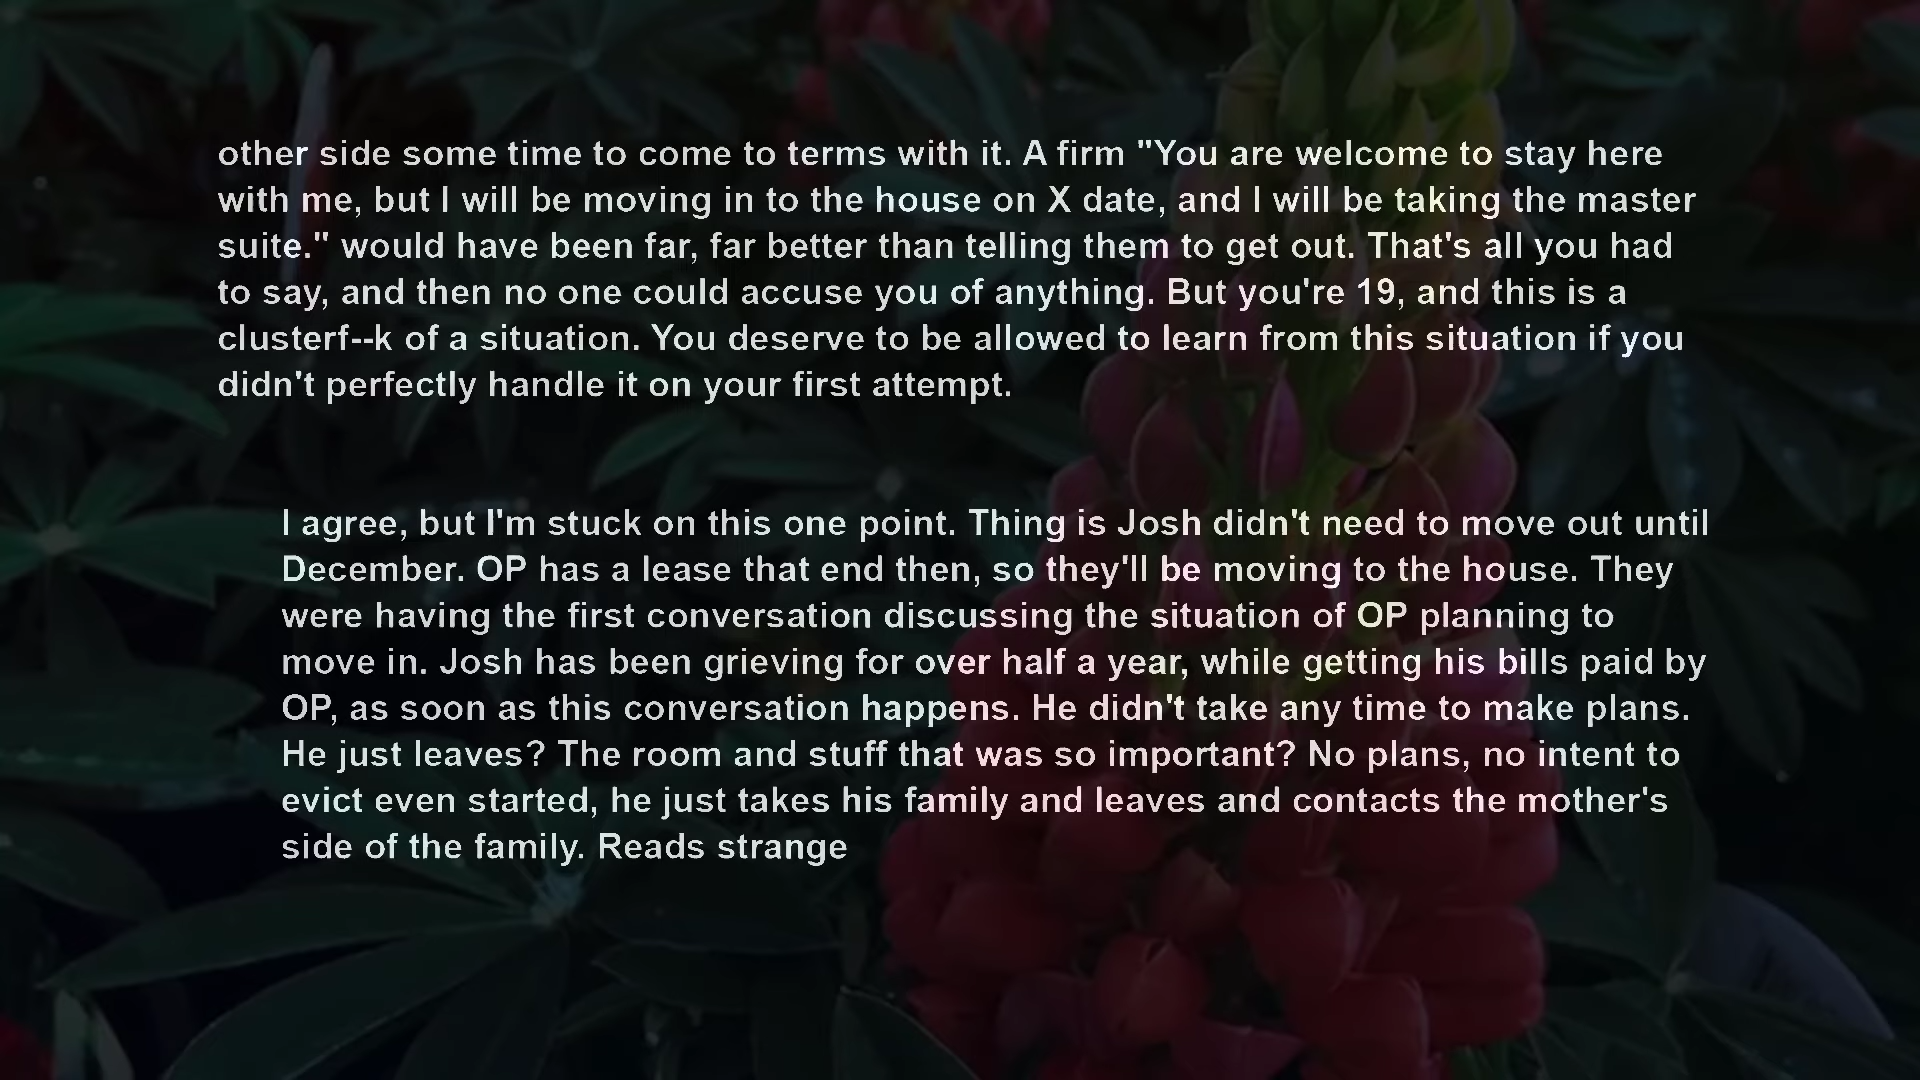 other side some time to come to terms with it. A firm "You are welcome to stay here
with me, but I will be moving in to the house on X date, and I will be taking the master
suite." would have been far, far better than telling them to get out. That's all you had
to say, and then no one could accuse you of anything. But you're 19, and this is a
clusterf--k of a situation. You deserve to be allowed to learn from this situation if you
didn't perfectly handle it on your first attempt.
I agree, but I'm stuck on this one point. Thing is Josh didn't need to move out until
December. OP has a lease that end then, so they'll be moving to the house. They
were having the first conversation discussing the situation of OP planning to
move in. Josh has been grieving for over half a year, while getting his bills paid by
OP, as soon as this conversation happens. He didn't take any time to make plans.
He just leaves? The room and stuff that was so important? No plans, no intent to
evict even started, he just takes his family and leaves and contacts the mother's
side of the family. Reads strange